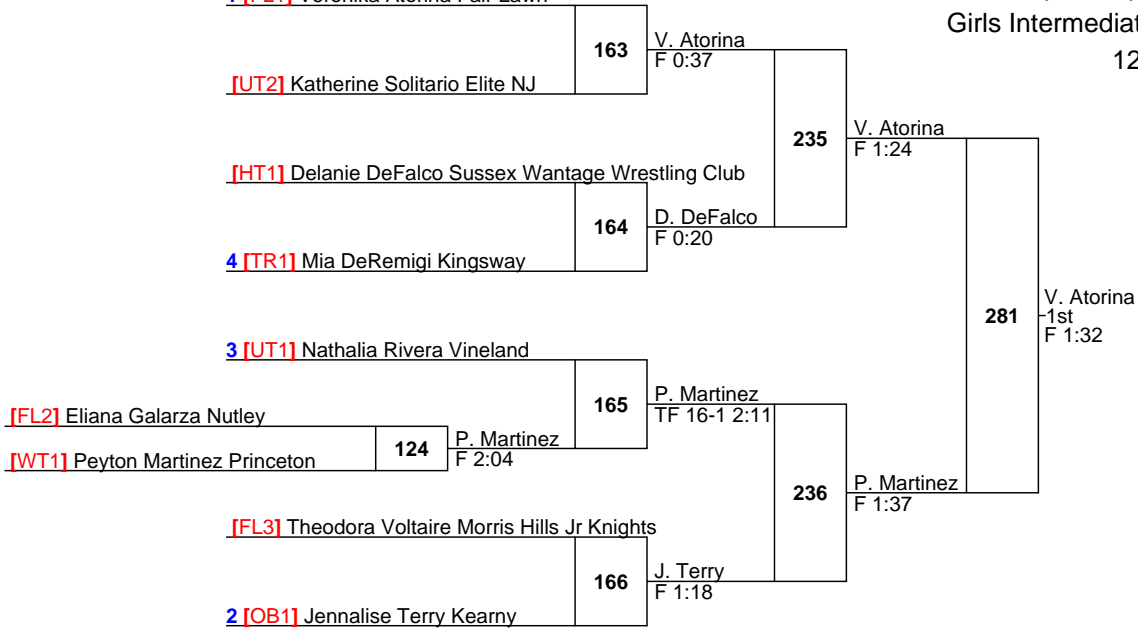 Girls Intermediat
12
163
V. Atorina
F 0:37
[UT2] Katherine Solitario Elite NJ
235
V. Atorina
F 1:24
[HT1] Delanie DeFalco Sussex Wantage Wrestling Club
164
D. DeFalco
F 0:20
4 [TR1] Mia DeRemigi Kingsway
281
V. Atorina
1st
F 1:32
3 [UT1] Nathalia Rivera Vineland
165
P. Martinez
TF 16-1 2:11
[FL2] Eliana Galarza Nutley
124
P. Martinez
F 2:04
[WT1] Peyton Martinez Princeton
236
P. Martinez
F 1:37
[FL3] Theodora Voltaire Morris Hills Jr Knights
166
J. Terry
F 1:18
2 [OB1] Jennalise Terry Kearny